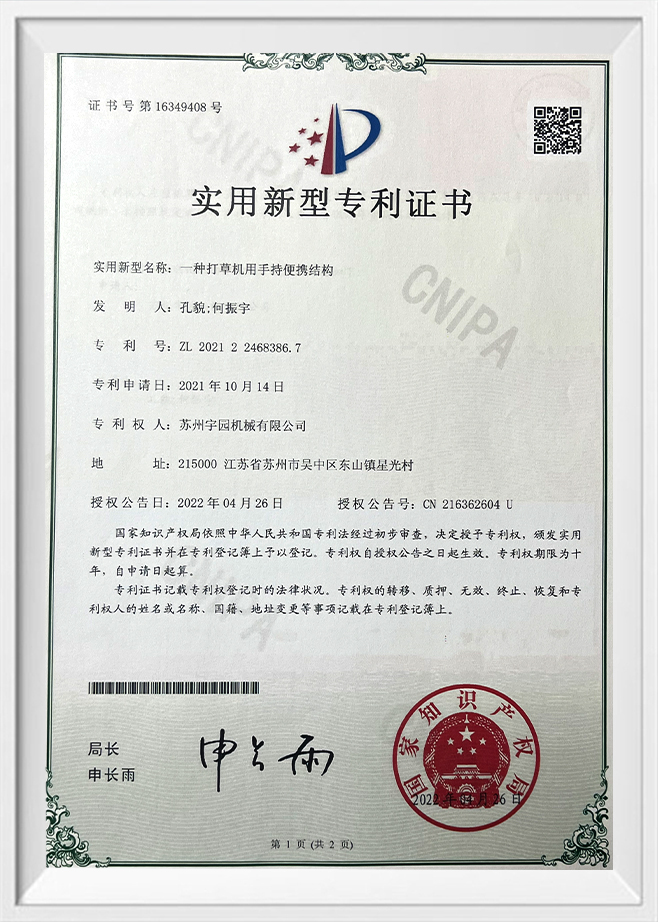 证书号第16349408号
实用新型专利证书
实用新型名称：一种打草机用手持便携结构
发明人：孔貌;何振宇
专利号：ZL 2021 2 2468386.7
专利申请日：2021年10月14日
专利权人：苏州宇园机械有限公司
地址：215000 江苏省苏州市吴中区东山镇星光村
授权公告日：2022年04月26日 授权公告号：CN 216362604 U
国家知识产权局依照中华人民共和国专利法经过初步审查，决定授予专利权，颁发实用
新型专利证书并在专利登记簿上予以登记。专利权自授权公告之日起生效。专利权期限为十
年，自申请日起算。
专利证书记载专利权登记时的法律状况。专利权的转移、质押、无效、终止、恢复和专
利权人的姓名或名称、国籍、地址变更等事项记载在专利登记簿上。
局长
申长雨
申长雨
国家知识产权局
2022年04月26日
第1页(共2页)
CNIPA
CNIPA
CNIPA